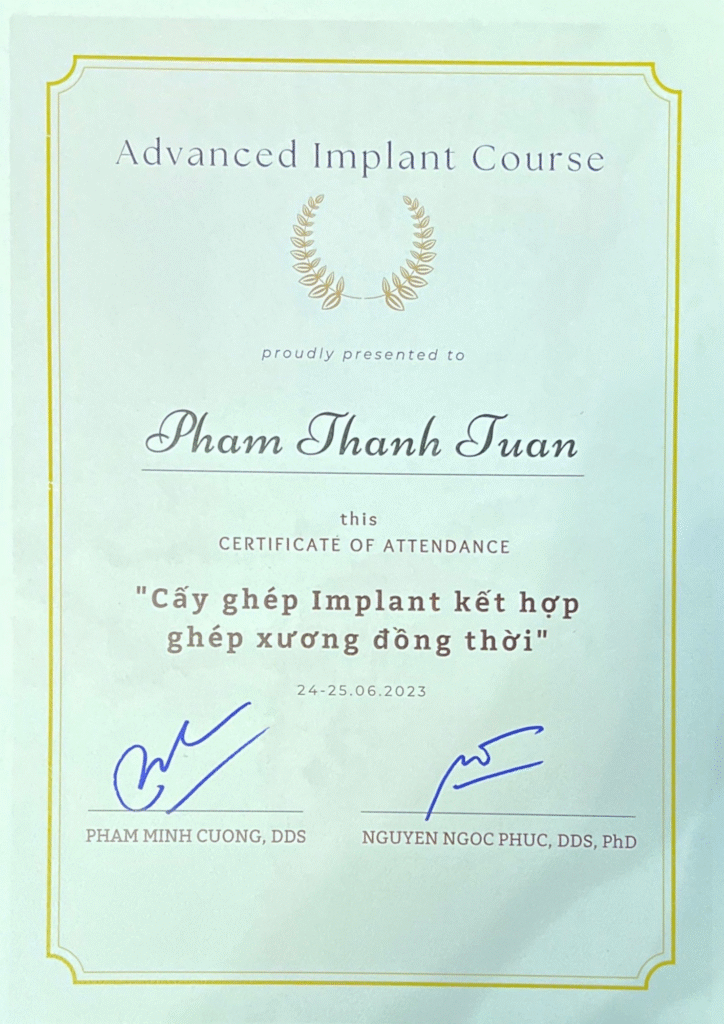 Advanced Implant Course
proudly presented to
Pham Thanh Tuan
this
CERTIFICATE OF ATTENDANCE
"Cấy ghép Implant kết hợp
ghép xương đồng thời"
24-25.06.2023
PHAM MINH CUONG, DDS
NGUYEN NGOC PHUC, DDS, PhD